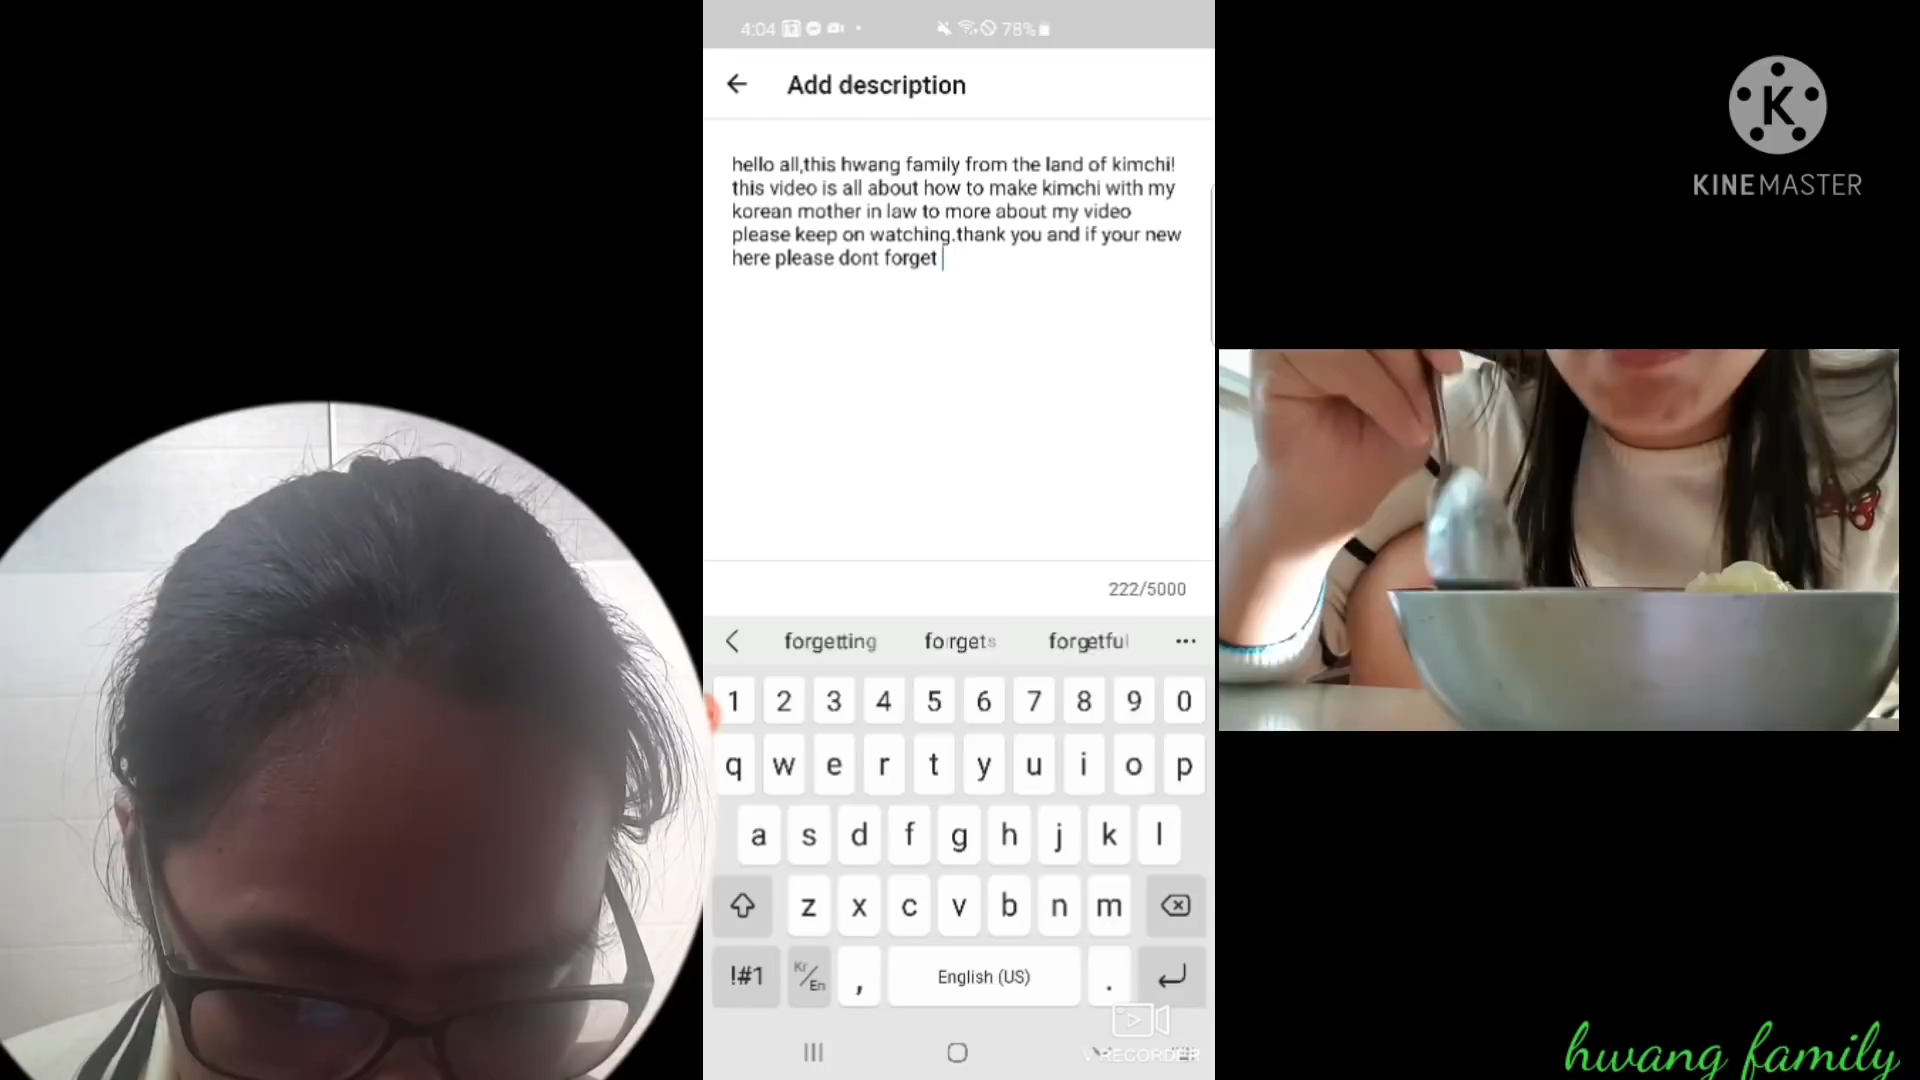 4:04
78%
Add description
hello all,this hwang family from the land of kimchi!
this video is all about how to make kimchi with my
korean mother in law to more about my video
please keep on watching.thank you and if your new
here please dont forget
222/5000
forgetting forgets forgetful
1 2 3 4 5 6 7 8 9 0
q w e r t y u i o p
a s d f g h j k l
z x c v b n m
!#1 Kr/En , English (US) .
V RECORDER
K
KINEMASTER
hwang family